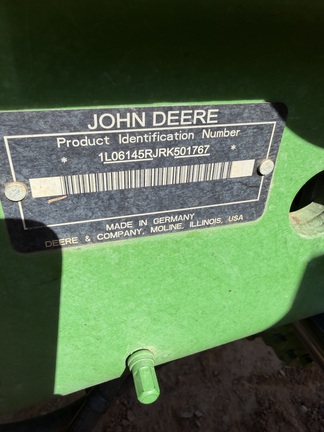 JOHN DEERE
Product Identification Number
* 1L06145RJRK501767 *
MADE IN GERMANY
DEERE & COMPANY, MOLINE, ILLINOIS, USA